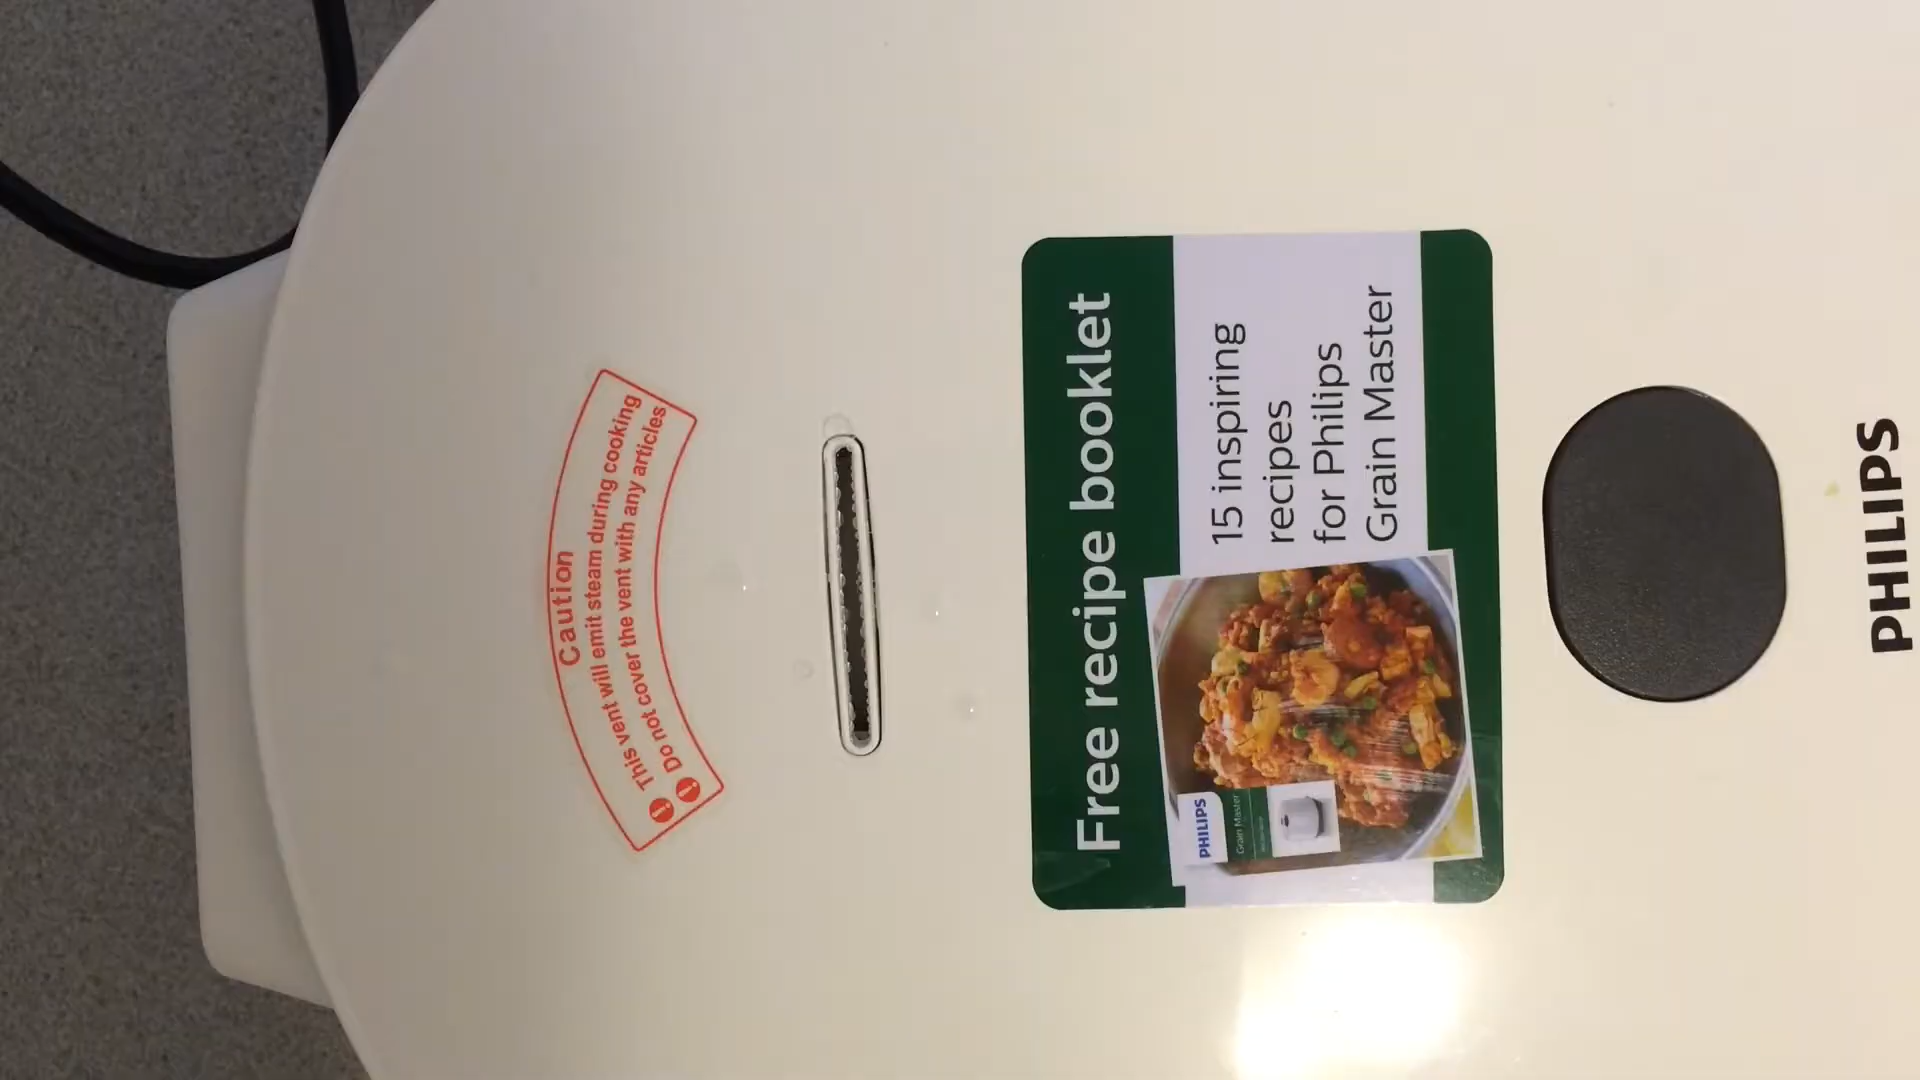 Caution
This vent will emit steam during cooking
Do not cover the vent with any articles
Free recipe booklet
15 inspiring
recipes
for Philips
Grain Master
PHILIPS
Grain Master
PHILIPS